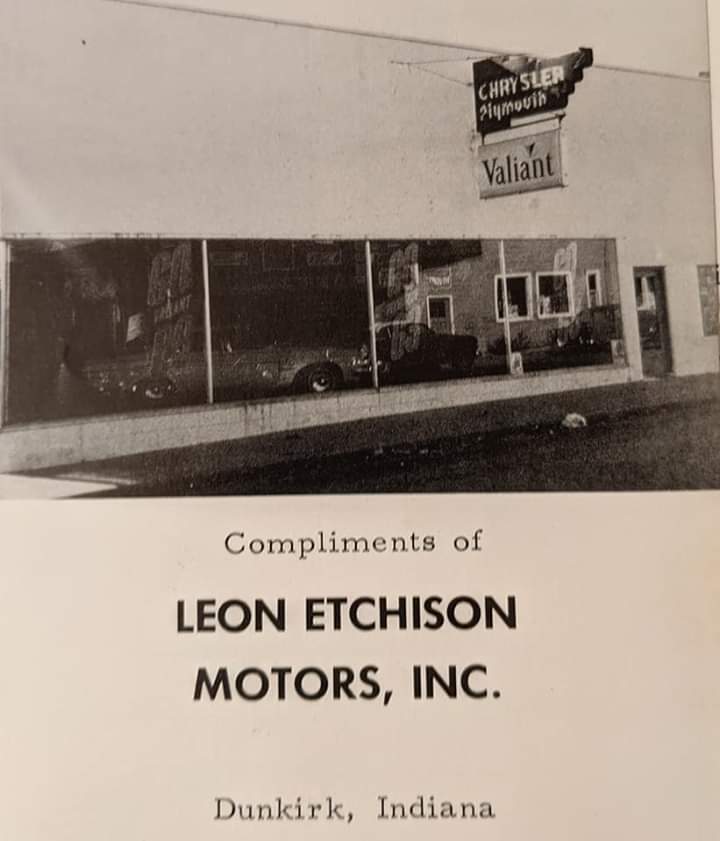 CHRYSLER
Plymouth
Valiant
Compliments of
LEON ETCHISON
MOTORS, INC.
Dunkirk, Indiana